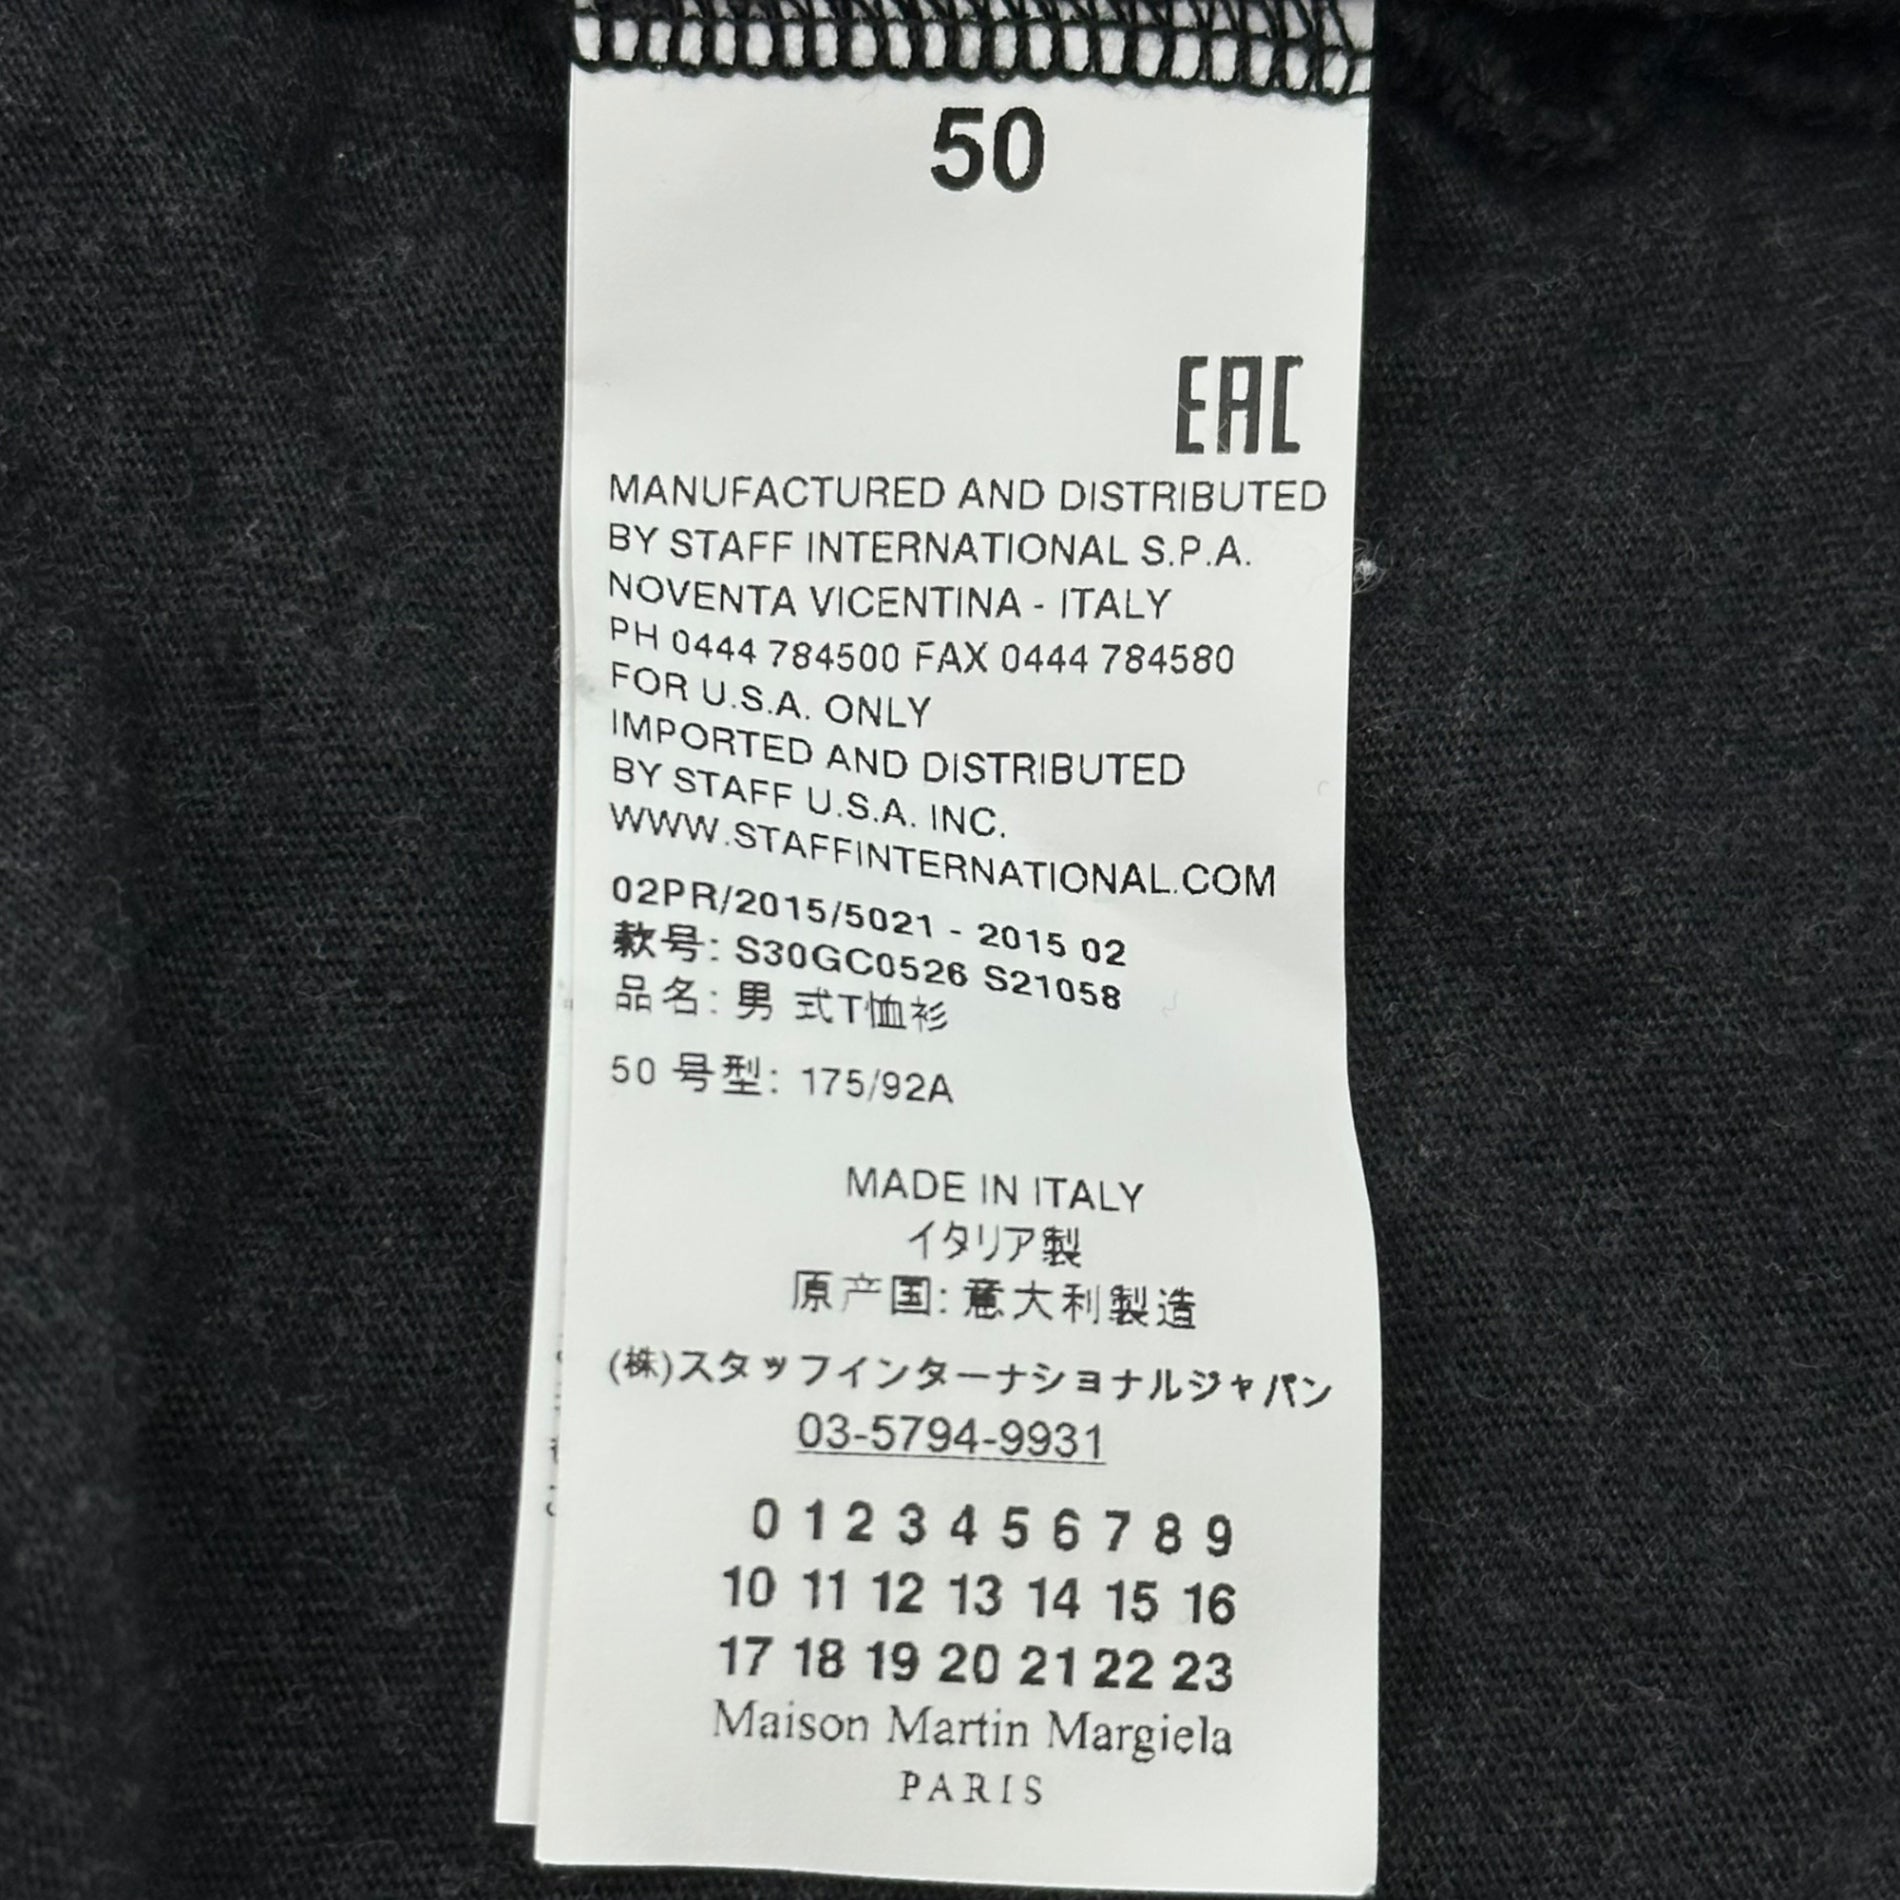 50
EAC
MANUFACTURED AND DISTRIBUTED
BY STAFF INTERNATIONAL S.P.A.
NOVENTA VICENTINA - ITALY
PH 0444 784500 FAX 0444 784580
FOR U.S.A. ONLY
IMPORTED AND DISTRIBUTED
BY STAFF U.S.A. INC.
WWW.STAFFINTERNATIONAL.COM
02PR/2015/5021 - 2015 02
款号: S30GC0526 S21058
品名: 男 式T恤衫
50 号型: 175/92A
MADE IN ITALY
イタリア製
原产国: 意大利製造
(株)スタッフインターナショナルジャパン
03-5794-9931
0 1 2 3 4 5 6 7 8 9
10 11 12 13 14 15 16
17 18 19 20 21 22 23
Maison Martin Margiela
PARIS